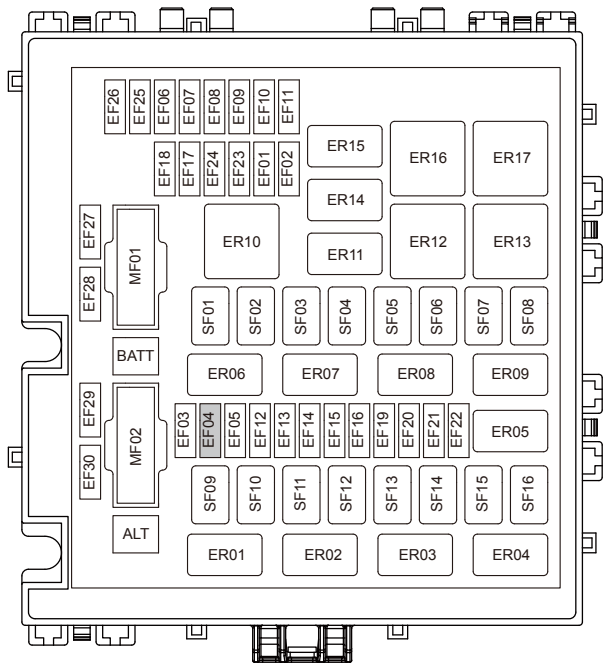 EF26 EF25 EF06 EF07 EF08 EF09 EF10 EF11
ER15 ER16 ER17
EF18 EF17 EF24 EF23 EF01 EF02
ER14
EF27 MF01 ER10 ER11 ER12 ER13
EF28
SF01 SF02 SF03 SF04 SF05 SF06 SF07 SF08
BATT
ER06 ER07 ER08 ER09
EF29 MF02 EF03 EF04 EF05 EF12 EF13 EF14 EF15 EF16 EF19 EF20 EF21 EF22 ER05
EF30
SF09 SF10 SF11 SF12 SF13 SF14 SF15 SF16
ALT
ER01 ER02 ER03 ER04